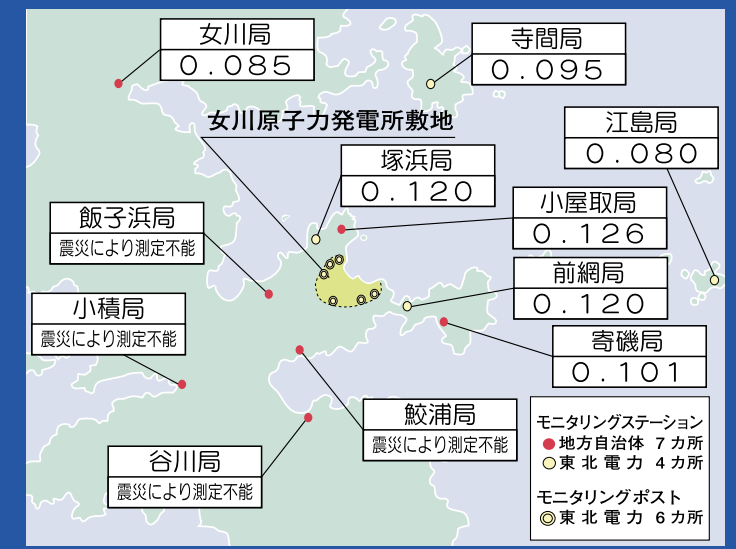 女川局
0.085
寺間局
0.095
女川原子力発電所敷地
江島局
0.080
塚浜局
0.120
小屋取局
0.126
飯子浜局
震災により測定不能
前網局
0.120
小積局
震災により測定不能
寄磯局
0.101
鮫浦局
震災により測定不能
谷川局
震災により測定不能
モニタリングステーション
地方自治体 7カ所
東北電力 4カ所
モニタリングポスト
東北電力 6カ所